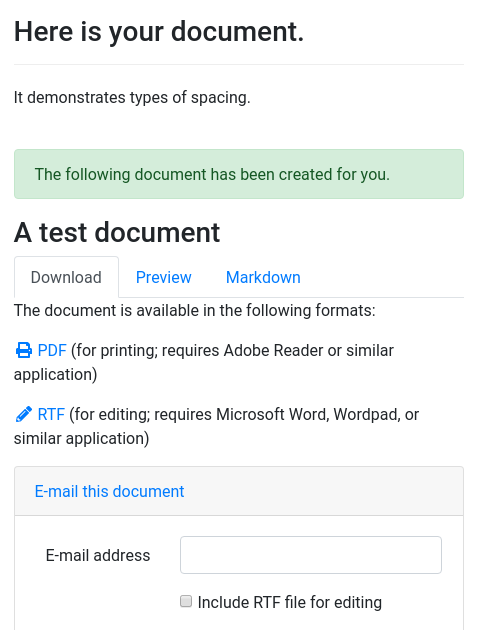 Here is your document.
It demonstrates types of spacing.
The following document has been created for you.
A test document
Download Preview Markdown
The document is available in the following formats:
PDF (for printing; requires Adobe Reader or similar
application)
RTF (for editing; requires Microsoft Word, Wordpad, or
similar application)
E-mail this document
E-mail address
Include RTF file for editing